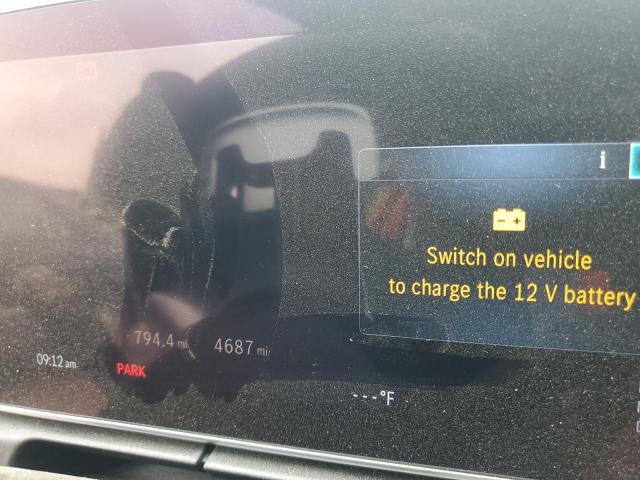 i
Switch on vehicle
to charge the 12 V battery
794.4 mi 4687 mi
09:12 am PARK
---°F